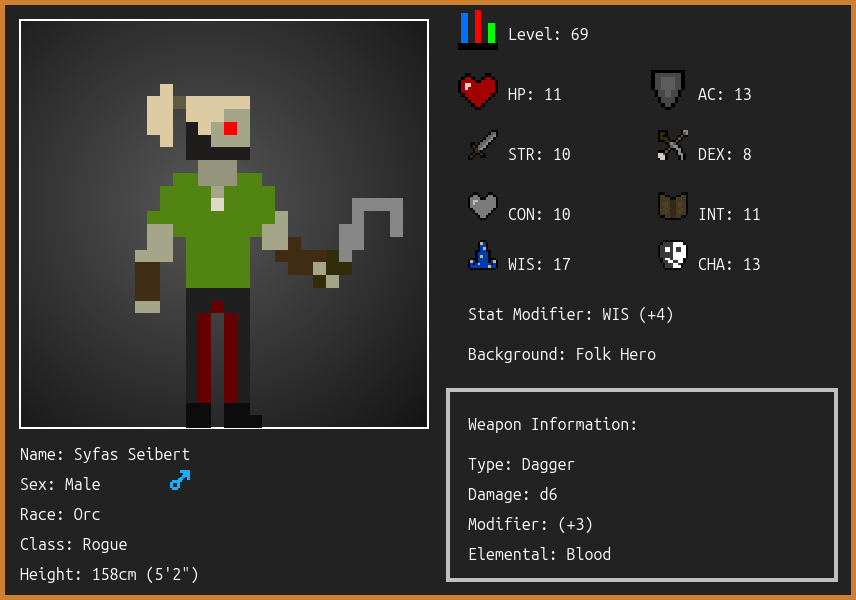 Level: 69
HP: 11
AC: 13
STR: 10
DEX: 8
CON: 10
INT: 11
WIS: 17
CHA: 13
Stat Modifier: WIS (+4)
Background: Folk Hero
Weapon Information:
Type: Dagger
Damage: d6
Modifier: (+3)
Elemental: Blood
Name: Syfas Seibert
Sex: Male
Race: Orc
Class: Rogue
Height: 158cm (5'2")